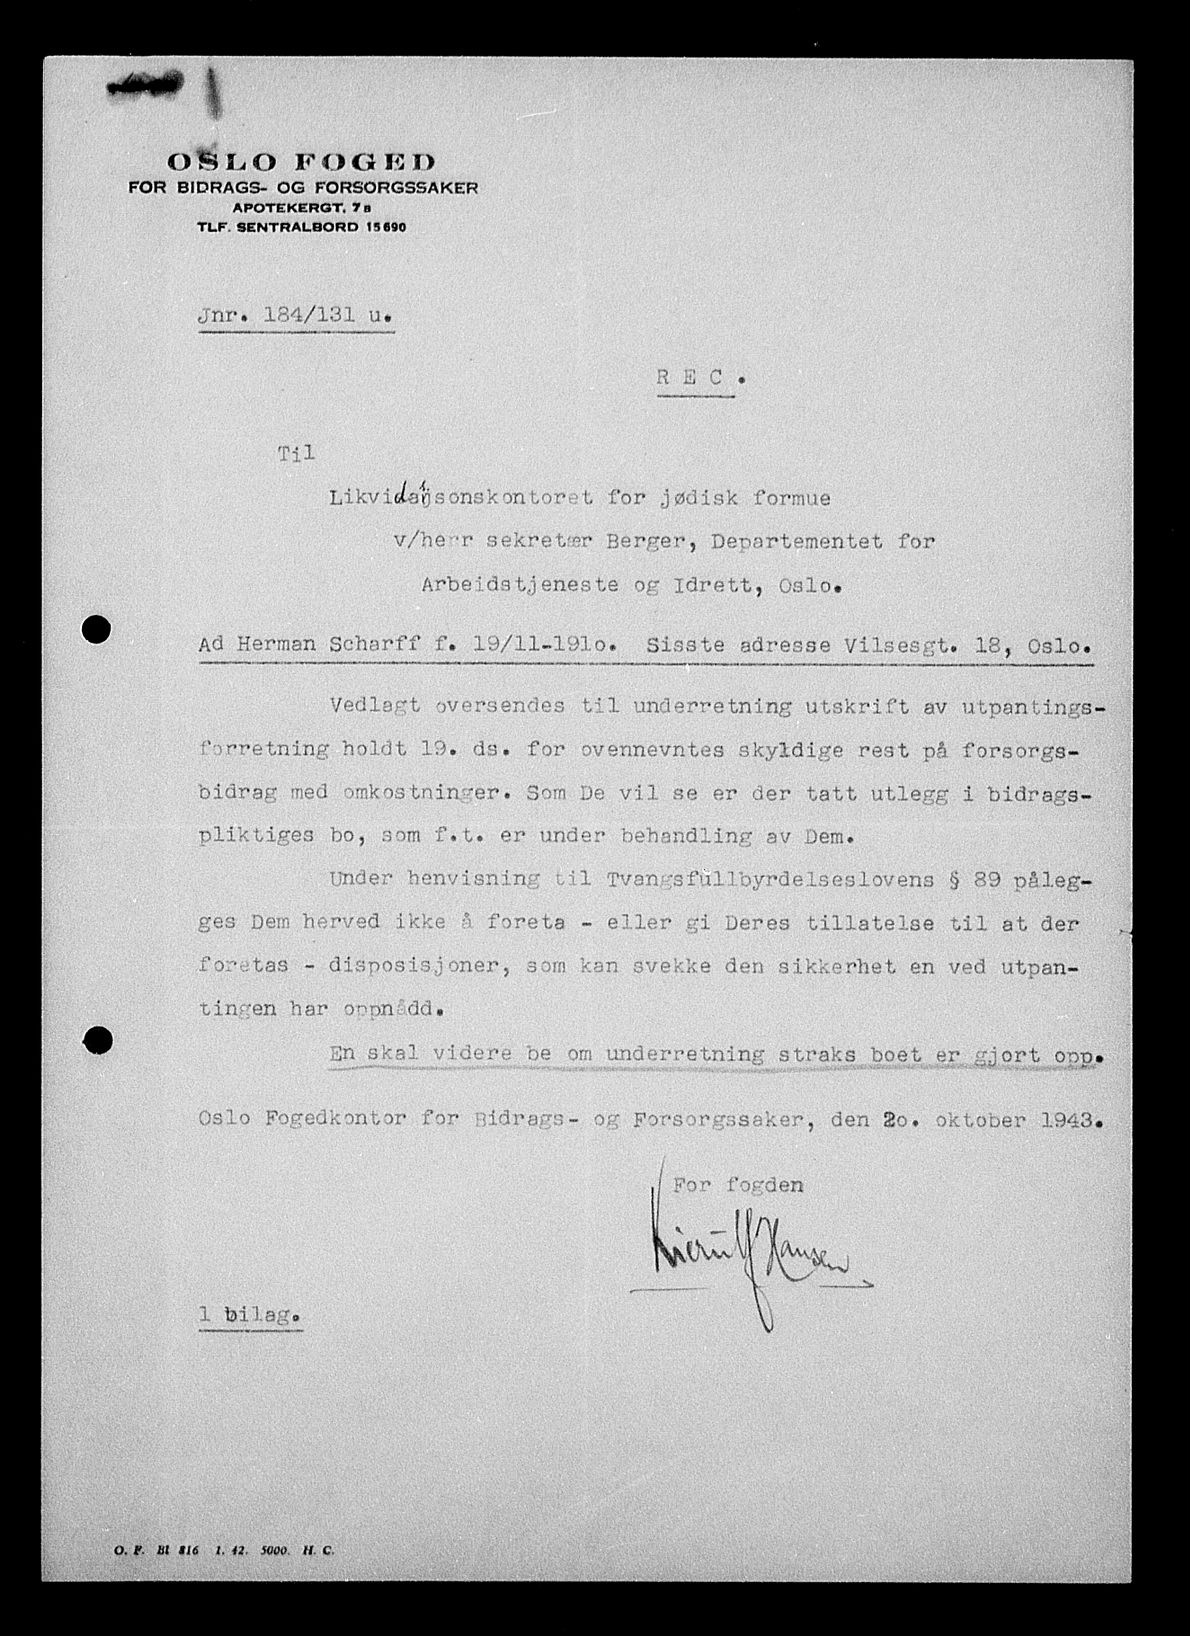 OSLO FOGED
FOR BIDRAGS- OG FORSORGSSAKER
APOTEKERGT. 7B
TLF. SENTRALBORD 15690
Jnr. 184/131 u.
R E C .
Til
Likvidasjonskontoret for jødisk formue
v/herr sekretær Berger, Departementet for
Arbeidstjeneste og Idrett, Oslo.
Ad Herman Scharff f. 19/11-191o. Sisste adresse Vilsesgt. 18, Oslo.
Vedlagt oversendes til underretning utskrift av utpantings-
forretning holdt 19. ds. for ovennevntes skyldige rest på forsorgs-
bidrag med omkostninger. Som De vil se er der tatt utlegg i bidrags-
pliktiges bo, som f.t. er under behandling av Dem.
Under henvisning til Tvangsfullbyrdelseslovens § 89 påleg-
ges Dem herved ikke å foreta - eller gi Deres tillatelse til at der
foretas - disposisjoner, som kan svekke den sikkerhet en ved utpan-
tingen har oppnådd.
En skal videre be om underretning straks boet er gjort opp.
Oslo Fogedkontor for Bidrags- og Forsorgssaker, den 2o. oktober 1943.
For fogden
Kierulf Hansen
1 bilag.
O. F. Bl 816 1. 42. 5000. H. C.